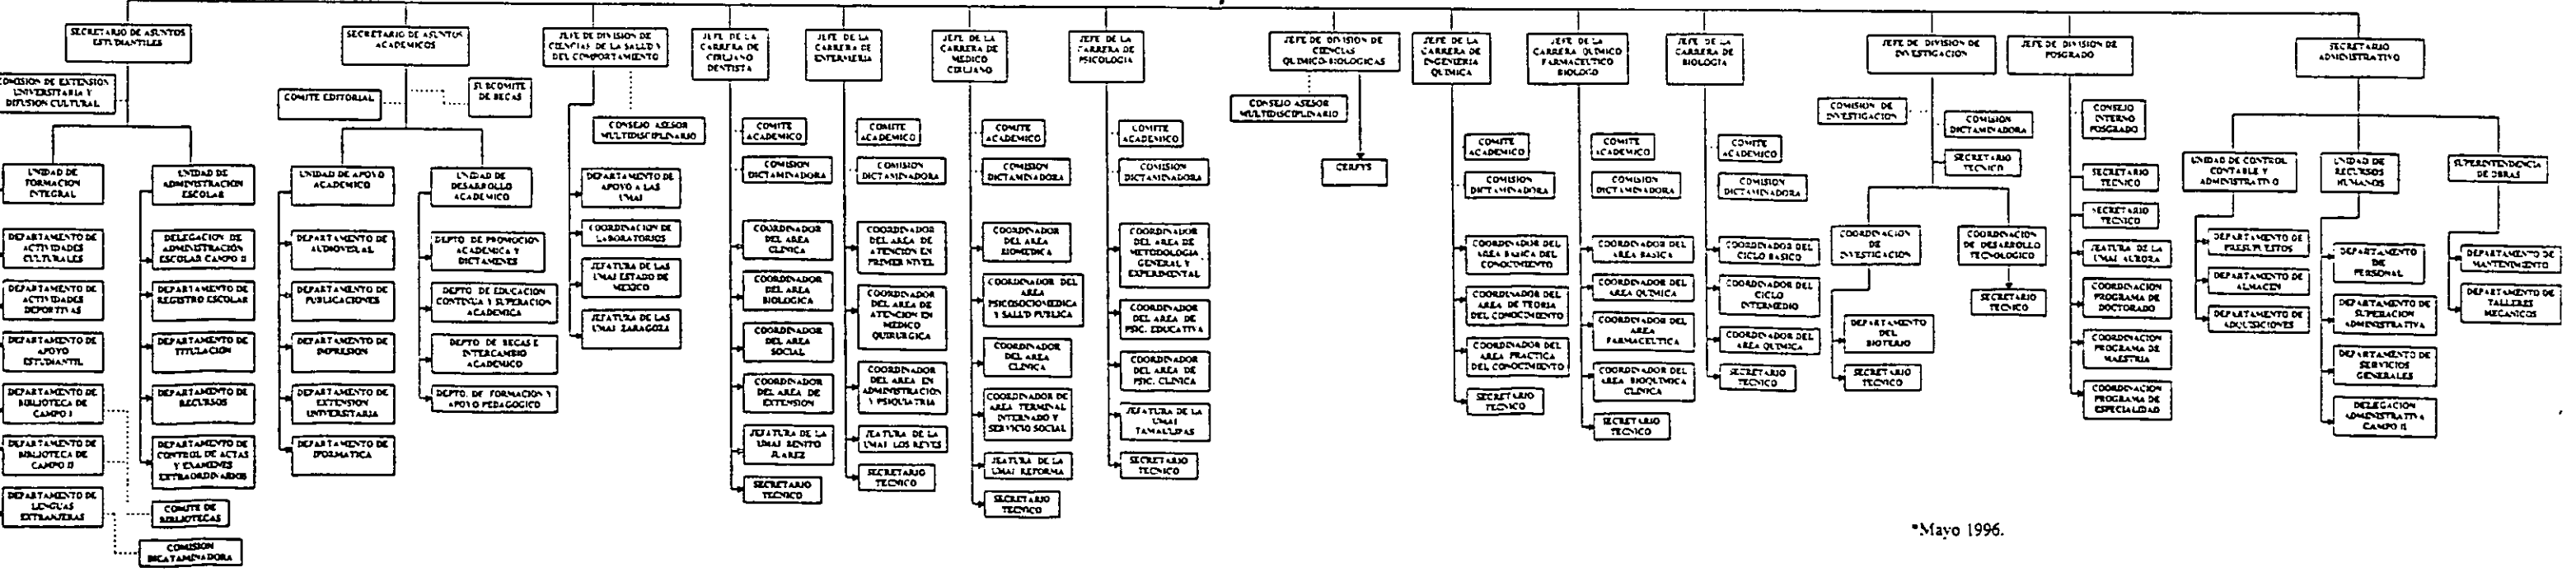 SECRETARIO DE ASUNTOS
ESTUDIANTILES
COMISION DE EXTENSION
UNIVERSITARIA Y
DIFUSION CULTURAL
UNIDAD DE
FORMACION
INTEGRAL
DEPARTAMENTO DE
ACTIVIDADES
CULTURALES
DEPARTAMENTO DE
ACTIVIDADES
DEPORTIVAS
DEPARTAMENTO DE
APOYO
ESTUDIANTIL
DEPARTAMENTO DE
BIBLIOTECA DE
CAMPO I
DEPARTAMENTO DE
BIBLIOTECA DE
CAMPO II
DEPARTAMENTO DE
LENGUAS
EXTRANJERAS
UNIDAD DE
ADMINISTRACION
ESCOLAR
DELEGACION DE
ADMINISTRACIÓN
ESCOLAR CAMPO II
DEPARTAMENTO DE
REGISTRO ESCOLAR
DEPARTAMENTO DE
TITULACION
DEPARTAMENTO DE
RECURSOS
DEPARTAMENTO DE
CONTROL DE ACTAS
Y EXAMENES
EXTRAORDINARIOS
COMITE DE
BIBLIOTECAS
COMISION
DICATAMINADORA
SECRETARIO DE ASUNTOS
ACADEMICOS
COMITE EDITORIAL
SUBCOMITE
DE BECAS
UNIDAD DE APOYO
ACADEMICO
DEPARTAMENTO DE
AUDIOVISUAL
DEPARTAMENTO DE
PUBLICACIONES
DEPARTAMENTO DE
IMPRESION
DEPARTAMENTO DE
EXTENSION
UNIVERSITARIA
DEPARTAMENTO DE
IFORMATICA
UNIDAD DE
DESARROLLO
ACADEMICO
DEPTO DE PROMOCION
ACADEMICA Y
DICTAMENES
DEPTO DE EDUCACION
CONTINUA Y SUPERACION
ACADEMICA
DEPTO DE BECAS E
INTERCAMBIO
ACADEMICO
DEPTO. DE FORMACION Y
APOYO PEDAGOGICO
JEFE DE DIVISION DE
CIENCIAS DE LA SALUD Y
DEL COMPORTAMIENTO
CONSEJO ASESOR
MULTIDISCIPLINARIO
DEPARTAMENTO DE
APOYO A LAS
UMAI
COORDINACION DE
LABORATORIOS
JEFATURA DE LAS
UMAI ESTADO DE
MEXICO
JEFATURA DE LAS
UMAI ZARAGOZA
JEFE DE LA
CARRERA DE
CIRUJANO
DENTISTA
COMITE
ACADEMICO
COMISION
DICTAMINADORA
COORDINADOR
DEL AREA
CLINICA
COORDINADOR
DEL AREA
BIOLOGICA
COORDINADOR
DEL AREA
SOCIAL
COORDINADOR
DEL AREA DE
EXTENSION
JEFATURA DE LA
UMAI BENITO
JUAREZ
SECRETARIO
TECNICO
JEFE DE LA
CARRERA DE
ENFERMERIA
COMITE
ACADEMICO
COMISION
DICTAMINADORA
COORDINADOR
DEL AREA DE
ATENCION EN
PRIMER NIVEL
COORDINADOR
DEL AREA DE
ATENCION EN
MEDICO
QUIRURGICA
COORDINADOR
DEL AREA EN
ADMINISTRACION
Y PSIQUIATRIA
JEATURA DE LA
UMAI LOS REYES
SECRETARIO
TECNICO
JEFE DE LA
CARRERA DE
MEDICO
CIRUJANO
COMITE
ACADEMICO
COMISION
DICTAMINADORA
COORDINADOR
DEL AREA
BIOMEDICA
COORDINADOR DEL
AREA
PSICOSOCIOMEDICA
Y SALUD PUBLICA
COORDINADOR
DEL AREA
CLINICA
COORDINADOR DE
AREA TERMINAL
INTERNADO Y
SERVICIO SOCIAL
JEATURA DE LA
UMAI REFORMA
SECRETARIO
TECNICO
JEFE DE LA
CARRERA DE
PSICOLOGIA
COMITE
ACADEMICO
COMISION
DICTAMINADORA
COORDINADOR
DEL AREA DE
METODOLOGIA
GENERAL Y
EXPERIMENTAL
COORDINADOR
DEL AREA DE
PSIC. EDUCATIVA
COORDINADOR
DEL AREA DE
PSIC. CLINICA
JEFATURA DE LA
UMAI
TAMAULIPAS
SECRETARIO
TECNICO
JEFE DE DIVISION DE
CIENCIAS
QUIMICO-BIOLOGICAS
CONSEJO ASESOR
MULTIDISCIPLINARIO
CERFYS
JEFE DE LA
CARRERA DE
INGENIERIA
QUIMICA
COMITE
ACADEMICO
COMISION
DICTAMINADORA
COORDINADOR DEL
AREA BASICA DEL
CONOCIMIENTO
COORDINADOR DEL
AREA DE TEORIA
DEL CONOCIMIENTO
COORDINADOR DEL
AREA PRACTICA
DEL CONOCIMIENTO
SECRETARIO
TECNICO
JEFE DE LA
CARRERA QUIMICO
FARMACEUTICO
BIOLOGO
COMITE
ACADEMICO
COMISION
DICTAMINADORA
COORDINADOR DEL
AREA BASICA
COORDINADOR DEL
AREA QUIMICA
COORDINADOR DEL
AREA
FARMACEUTICA
COORDINADOR DEL
AREA BIOQUIMICA
CLINICA
SECRETARIO
TECNICO
JEFE DE LA
CARRERA DE
BIOLOGIA
COMITE
ACADEMICO
COMISION
DICTAMINADORA
COORDINADOR DEL
CICLO BASICO
COORDINADOR DEL
CICLO
INTERMEDIO
COORDINADOR DEL
AREA QUIMICA
SECRETARIO
TECNICO
JEFE DE DIVISION DE
INVESTIGACION
COMISION DE
INVESTIGACION
COMISION
DICTAMINADORA
SECRETARIO
TECNICO
COORDINACION
DE
INVESTIGACION
DEPARTAMENTO
DEL
BIOTERIO
SECRETARIO
TECNICO
COORDINACION
DE DESARROLLO
TECNOLOGICO
SECRETARIO
TECNICO
JEFE DE DIVISION DE
POSGRADO
CONSEJO
INTERNO
POSGRADO
SECRETARIO
TECNICO
SECRETARIO
TECNICO
JEATURA DE LA
UMAI AURORA
COORDINACION
PROGRAMA DE
DOCTORADO
COORDINACION
PROGRAMA DE
MAESTRIA
COORDINACION
PROGRAMA DE
ESPECIALIDAD
SECRETARIO
ADMINISTRATIVO
UNIDAD DE CONTROL
CONTABLE Y
ADMINISTRATIVO
DEPARTAMENTO DE
PRESUPUESTOS
DEPARTAMENTO DE
ALMACEN
DEPARTAMENTO DE
ADQUISICIONES
UNIDAD DE
RECURSOS
HUMANOS
DEPARTAMENTO
DE
PERSONAL
DEPARTAMENTO DE
SUPERACION
ADMINISTRATIVA
DEPARTAMENTO DE
SERVICIOS
GENERALES
DELEGACION
ADMINISTRATIVA
CAMPO II
SUPERINTENDENCIA
DE OBRAS
DEPARTAMENTO DE
MANTENIMIENTO
DEPARTAMENTO DE
TALLERES
MECANICOS
*Mayo 1996.